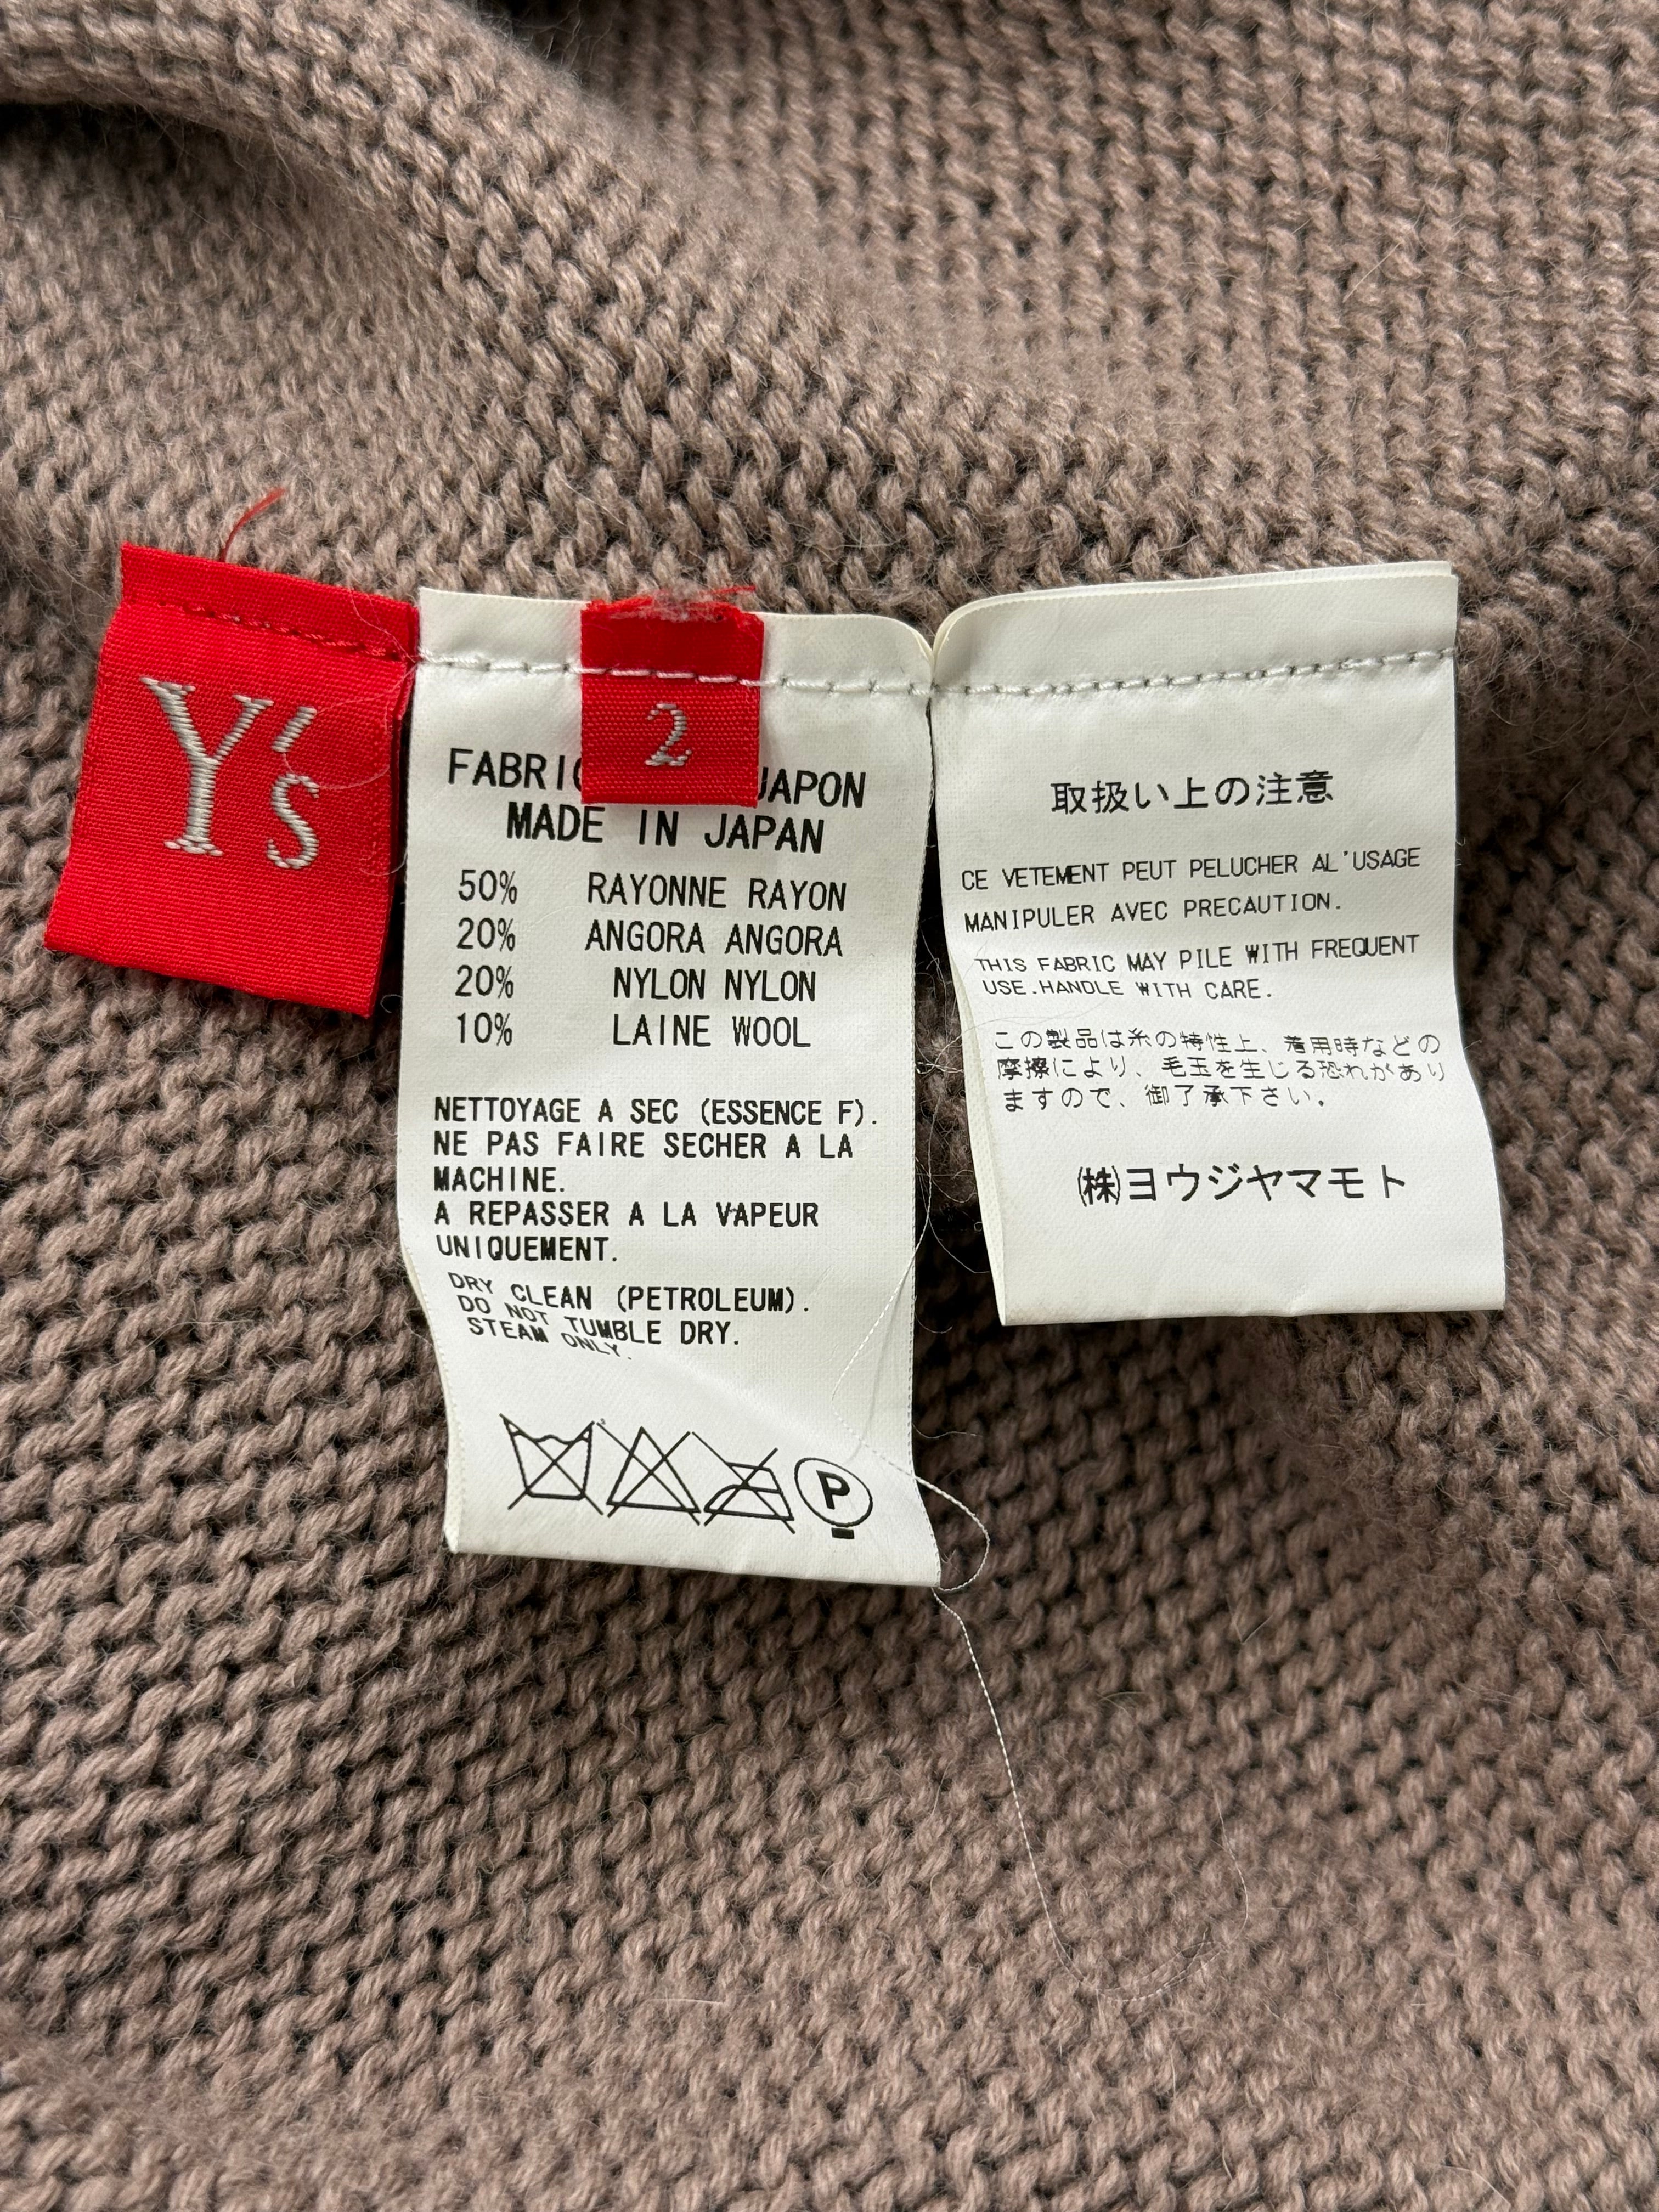 Y's
2
FABRI JAPON
MADE IN JAPAN
50% RAYONNE RAYON
20% ANGORA ANGORA
20% NYLON NYLON
10% LAINE WOOL
NETTOYAGE A SEC (ESSENCE F).
NE PAS FAIRE SECHER A LA
MACHINE.
A REPASSER A LA VAPEUR
UNIQUEMENT.
DRY CLEAN (PETROLEUM).
DO NOT TUMBLE DRY.
STEAM ONLY.
P
取扱い上の注意
CE VETEMENT PEUT PELUCHER AL'USAGE
MANIPULER AVEC PRECAUTION.
THIS FABRIC MAY PILE WITH FREQUENT
USE.HANDLE WITH CARE.
この製品は糸の特性上、着用時などの
摩擦により、毛玉を生じる恐れがあり
ますので、御了承下さい。
㈱ヨウジヤマモト